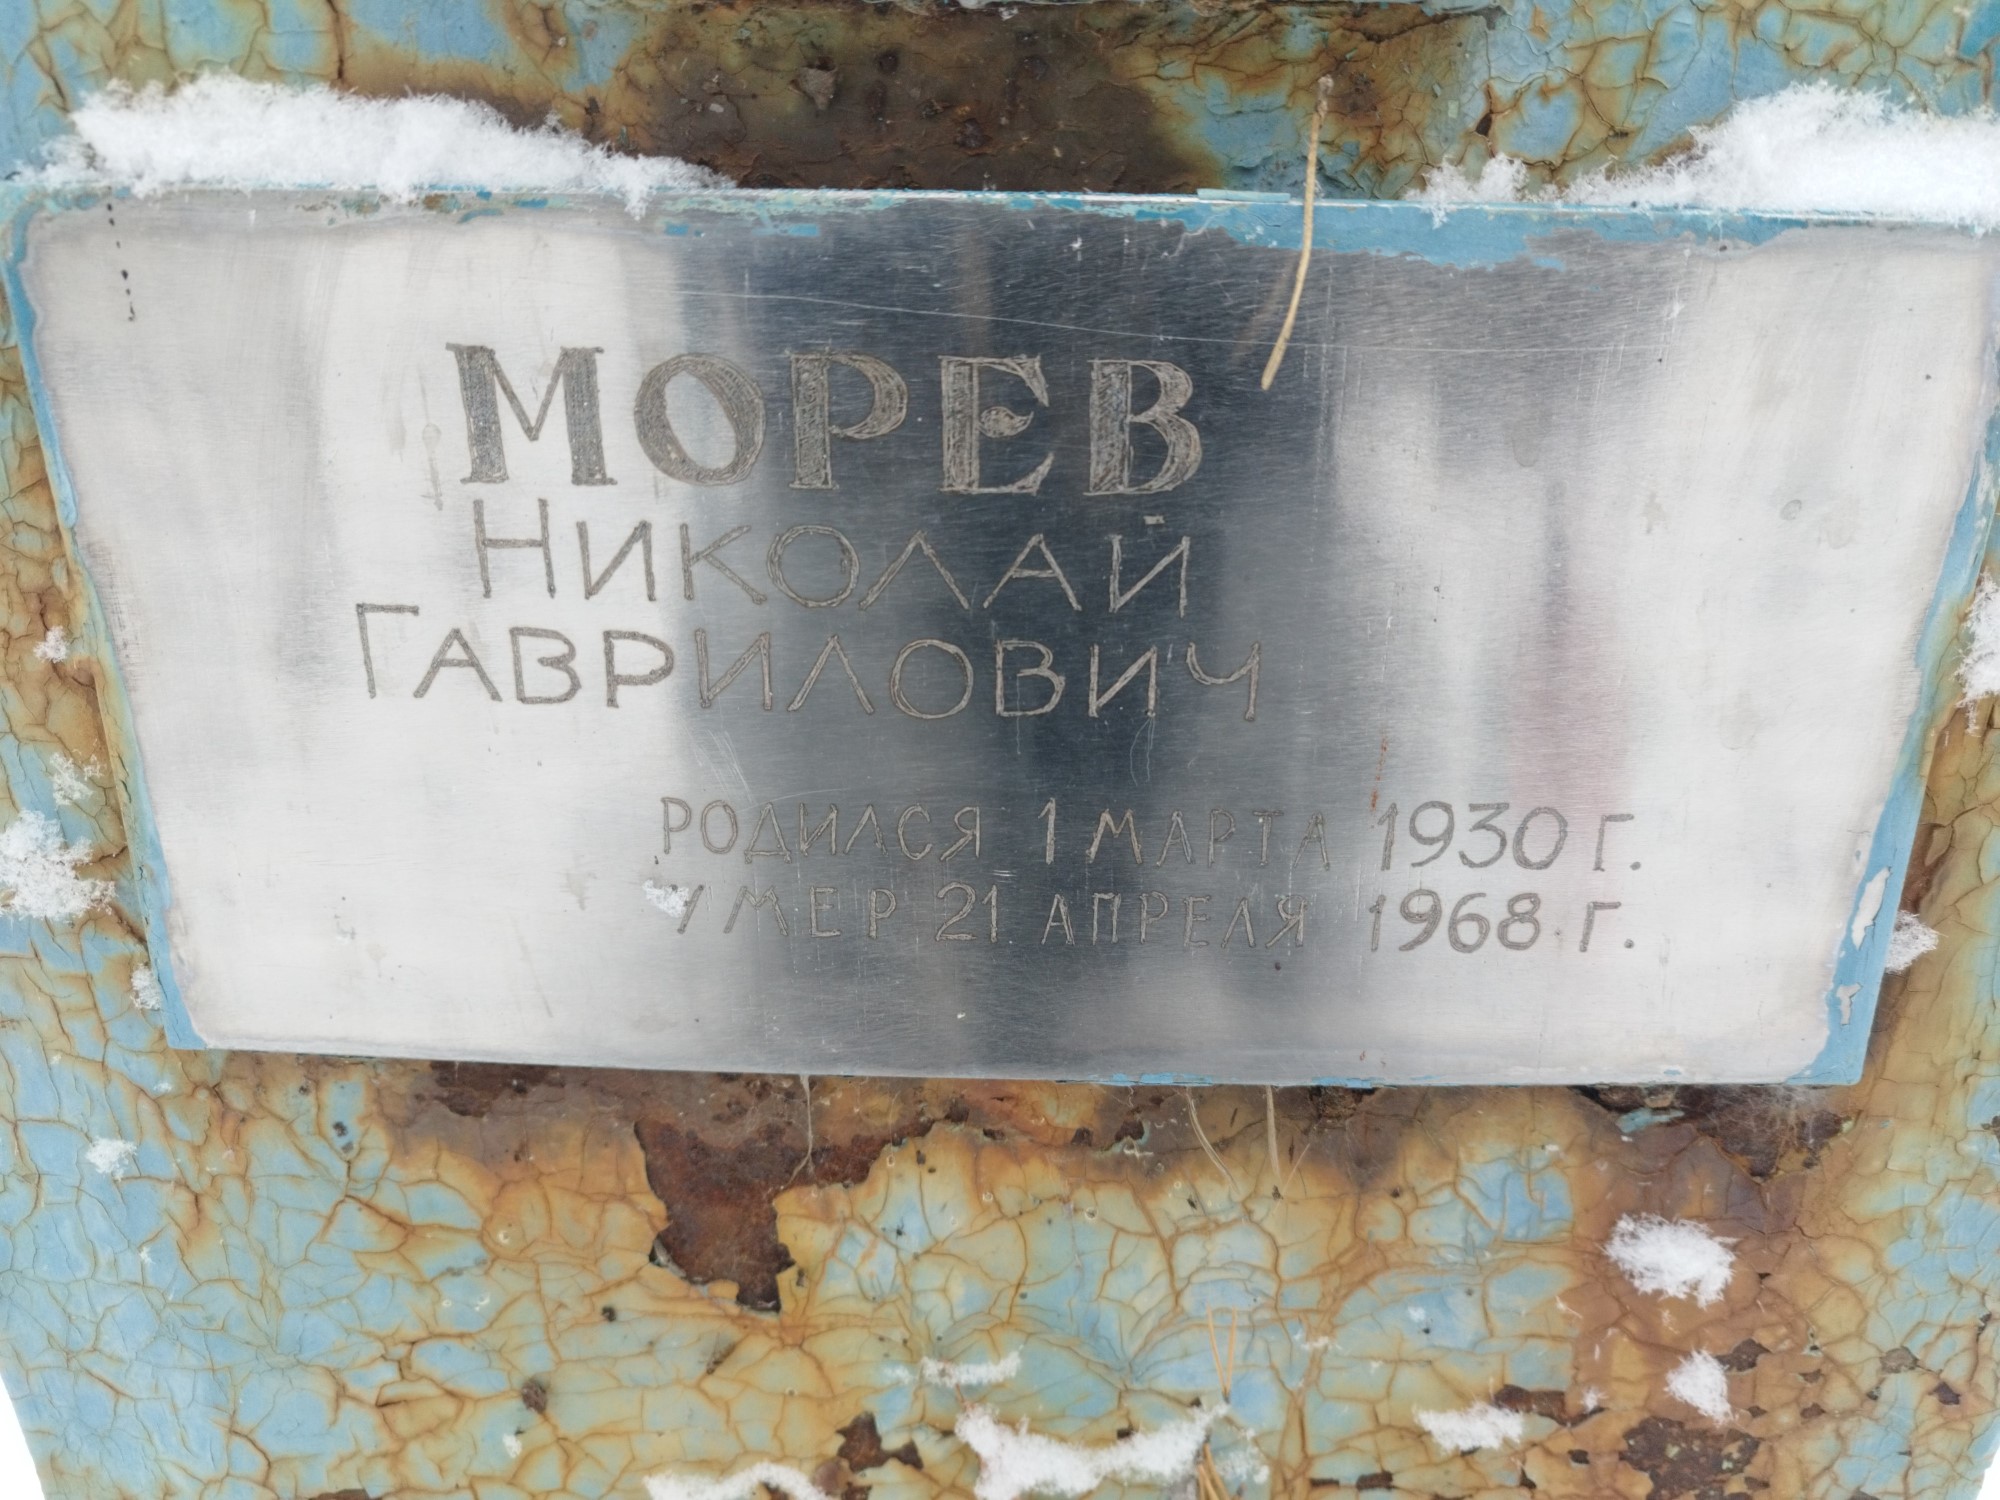 МОРЕВ
НИКОЛАЙ
ГАВРИЛОВИЧ
РОДИЛСЯ 1 МАРТА 1930 Г.
УМЕР 21 АПРЕЛЯ 1968 Г.